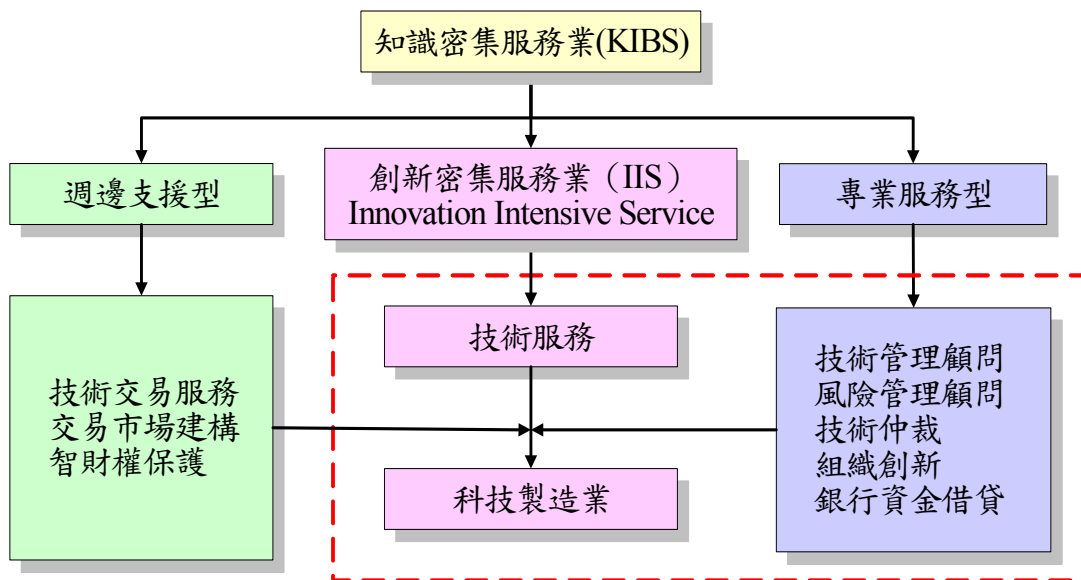 知識密集服務業(KIBS)
週邊支援型
創新密集服務業（IIS）
Innovation Intensive Service
專業服務型
技術服務
技術交易服務
交易市場建構
智財權保護
技術管理顧問
風險管理顧問
技術仲裁
組織創新
銀行資金借貸
科技製造業